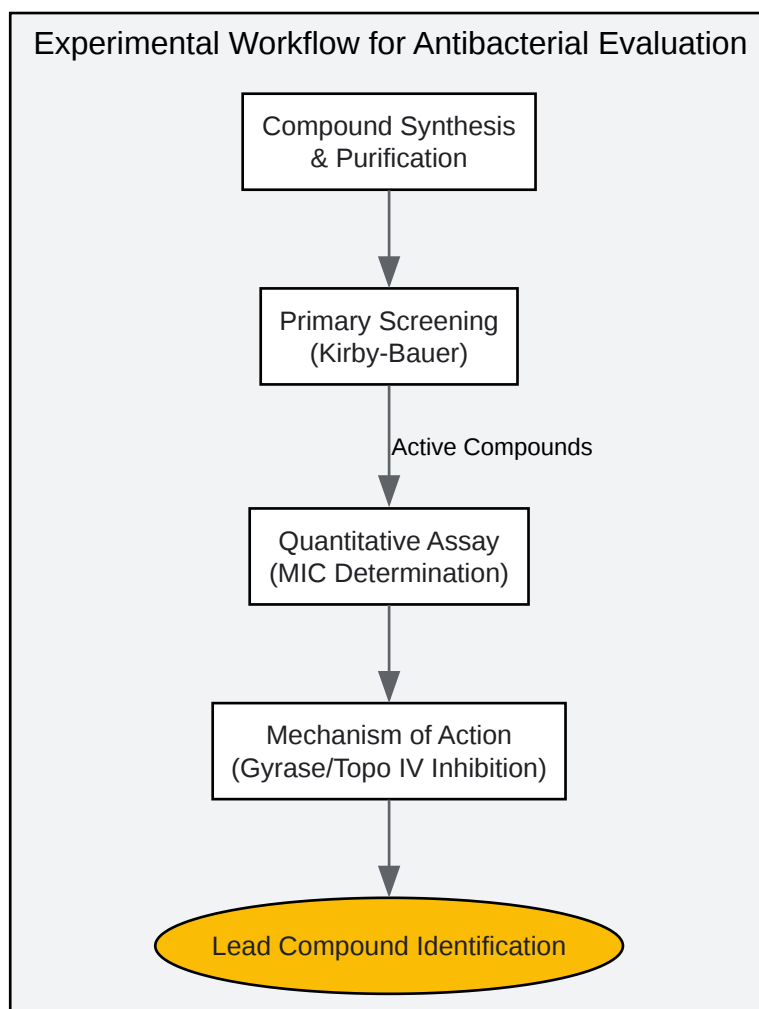 Experimental Workflow for Antibacterial Evaluation
Compound Synthesis
& Purification
Primary Screening
(Kirby-Bauer)
Active Compounds
Quantitative Assay
(MIC Determination)
Mechanism of Action
(Gyrase/Topo IV Inhibition)
Lead Compound Identification